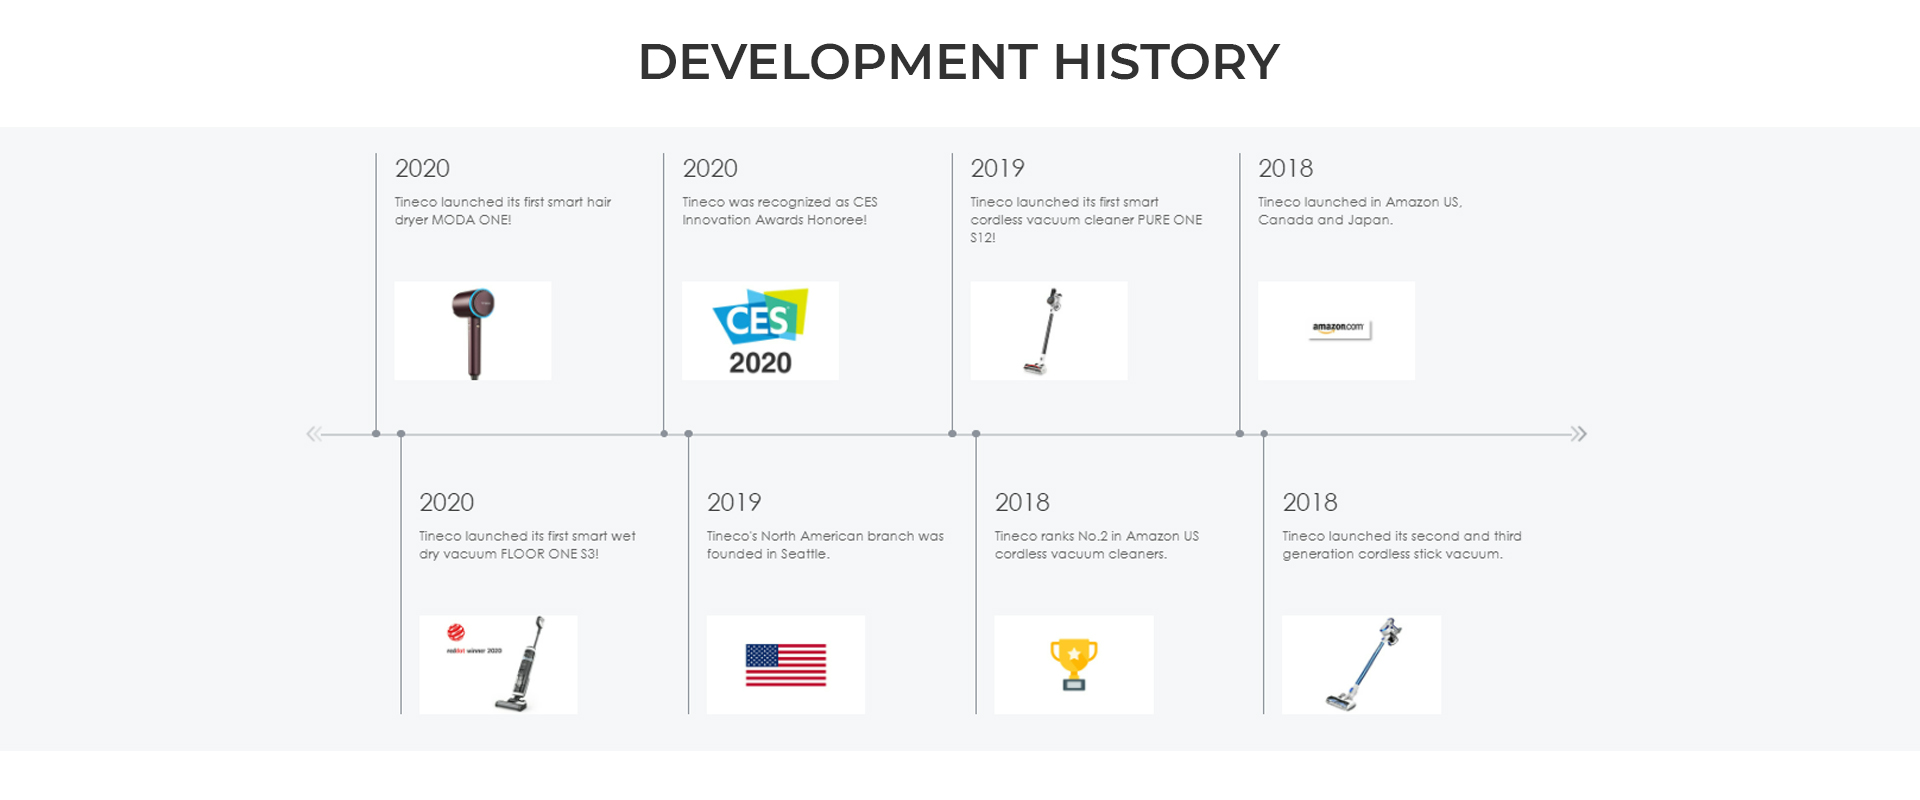 DEVELOPMENT HISTORY
2020
Tineco launched its first smart hair
dryer MODA ONE!
2020
Tineco was recognized as CES
Innovation Awards Honoree!
CES
2020
2019
Tineco launched its first smart
cordless vacuum cleaner PURE ONE
S12!
2018
Tineco launched in Amazon US,
Canada and Japan.
amazon.com
2020
Tineco launched its first smart wet
dry vacuum FLOOR ONE S3!
reddot winner 2020
2019
Tineco's North American branch was
founded in Seattle.
2018
Tineco ranks No.2 in Amazon US
cordless vacuum cleaners.
2018
Tineco launched its second and third
generation cordless stick vacuum.